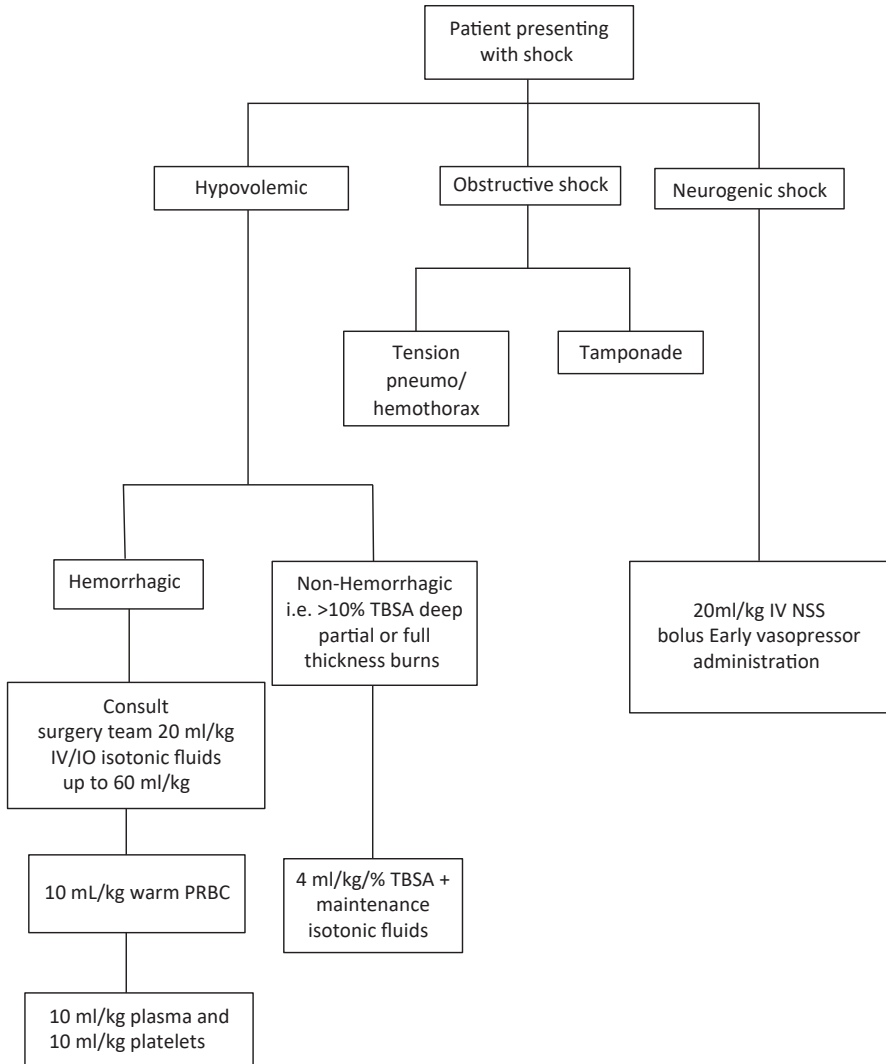 Patient presenting
with shock
Hypovolemic
Obstructive shock
Neurogenic shock
Tension
pneumo/
hemothorax
Tamponade
Hemorrhagic
Non-Hemorrhagic
i.e. >10% TBSA deep
partial or full
thickness burns
20ml/kg IV NSS
bolus Early vasopressor
administration
Consult
surgery team 20 ml/kg
IV/IO isotonic fluids
up to 60 ml/kg
10 mL/kg warm PRBC
4 ml/kg/% TBSA +
maintenance
isotonic fluids
10 ml/kg plasma and
10 ml/kg platelets